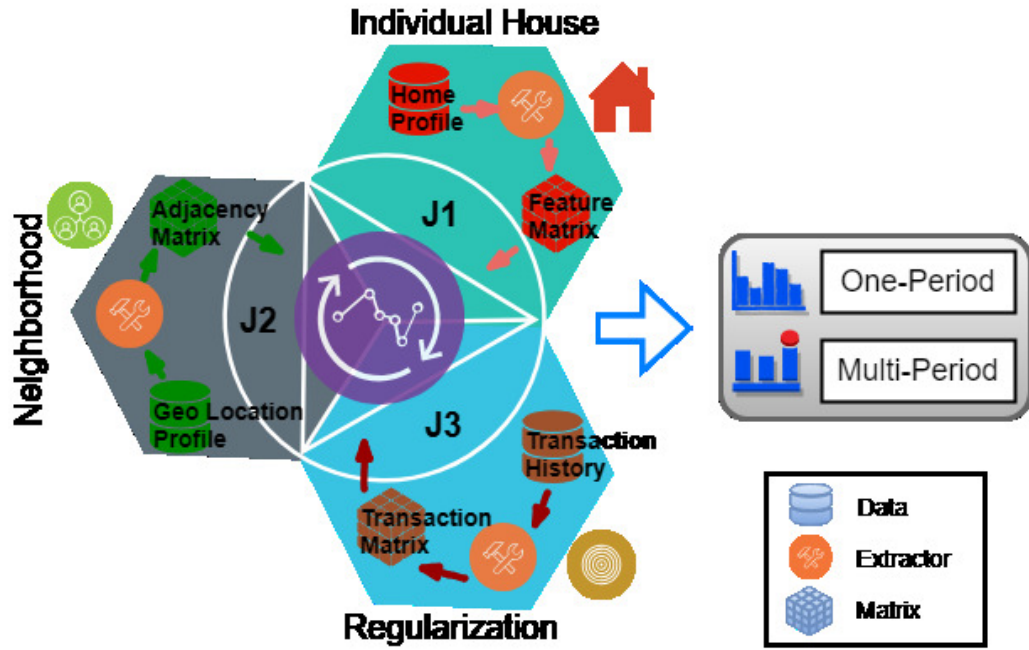 Individual House
Home
Profile
Feature
Matrix
J1
Neighborhood
Adjacency
Matrix
J2
Geo Location
Profile
J3
Transaction
History
Transaction
Matrix
Regularization
One-Period
Multi-Period
Data
Extractor
Matrix